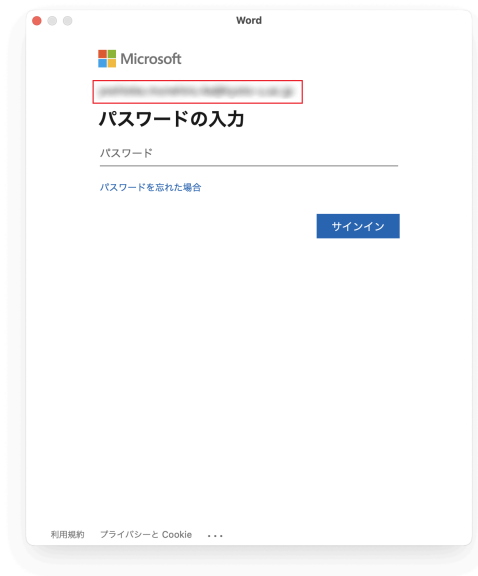 Word
Microsoft
パスワードの入力
パスワード
パスワードを忘れた場合
サインイン
利用規約 プライバシーと Cookie ...